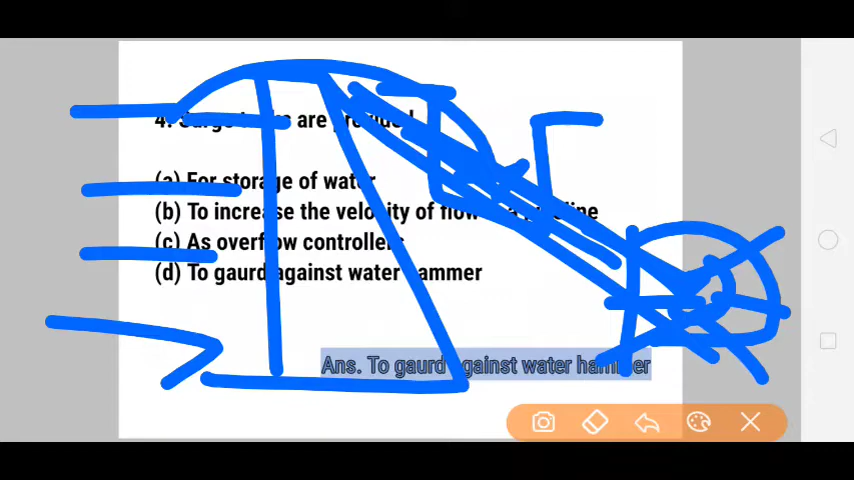 4. Surge tanks are provided
(a) For storage of water
(b) To increase the velocity of flow in a pipeline
(c) As overflow controllers
(d) To gaurd against water hammer
Ans. To gaurd against water hammer